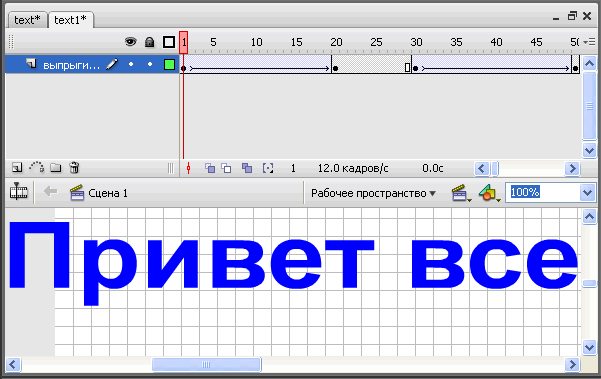 text* text1*
1 5 10 15 20 25 30 35 40 45 50
выпрыги...
1 12.0 кадров/с 0.0с
Сцена 1 Рабочее пространство 100%
Привет все